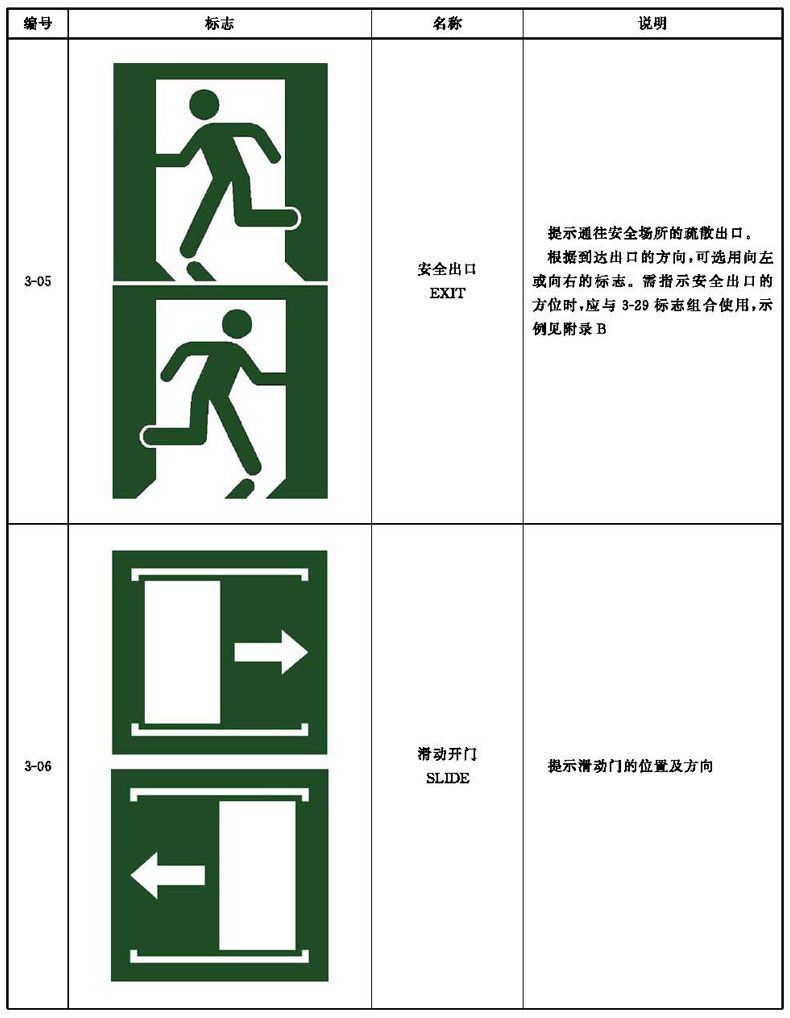 编号 标志 名称 说明
3-05
安全出口
EXIT
提示通往安全场所的疏散出口。
根据到达出口的方向,可选用向左
或向右的标志。需指示安全出口的
方位时,应与 3-29 标志组合使用,示
例见附录 B
3-06
滑动开门
SLIDE
提示滑动门的位置及方向